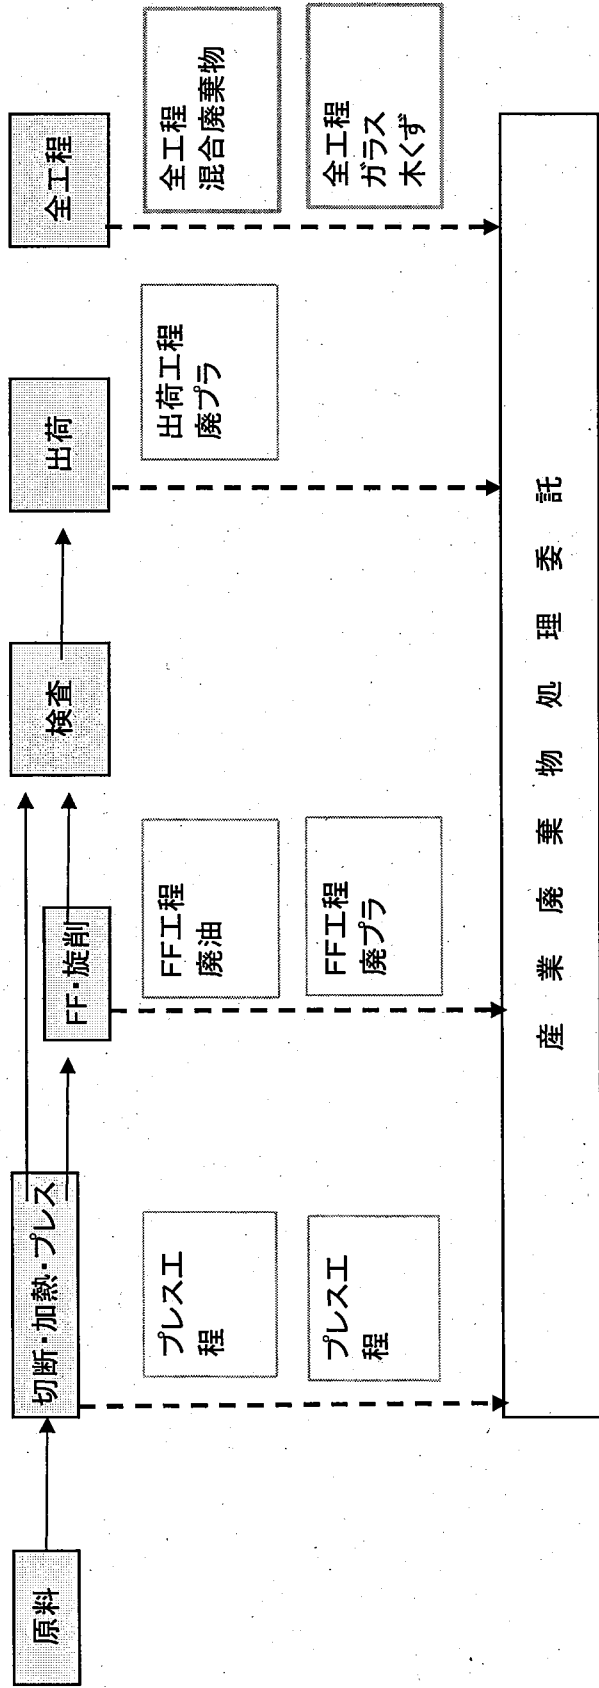 原料
切断・加熱・プレス
FF・旋削
検査
出荷
全工程
プレス工
程
プレス工
程
FF工程
廃油
FF工程
廃プラ
出荷工程
廃プラ
全工程
混合廃棄物
全工程
ガラス
木くず
産業廃棄物処理委託